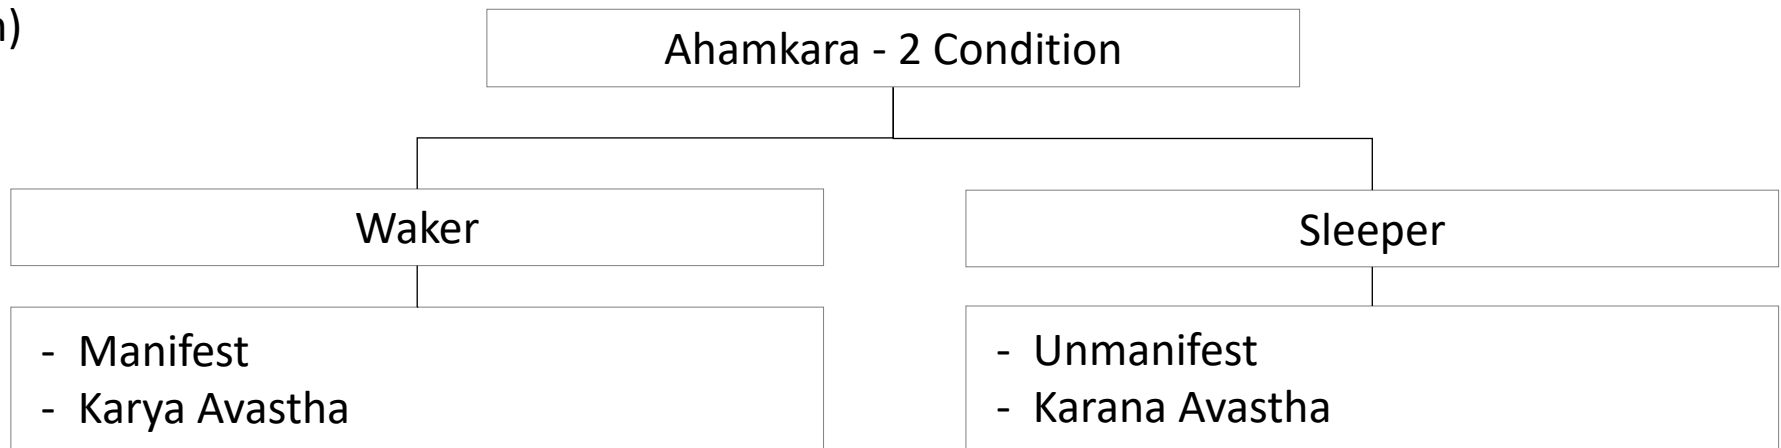 Ahamkara - 2 Condition
Waker
Sleeper
- Manifest
- Karya Avastha
- Unmanifest
- Karana Avastha